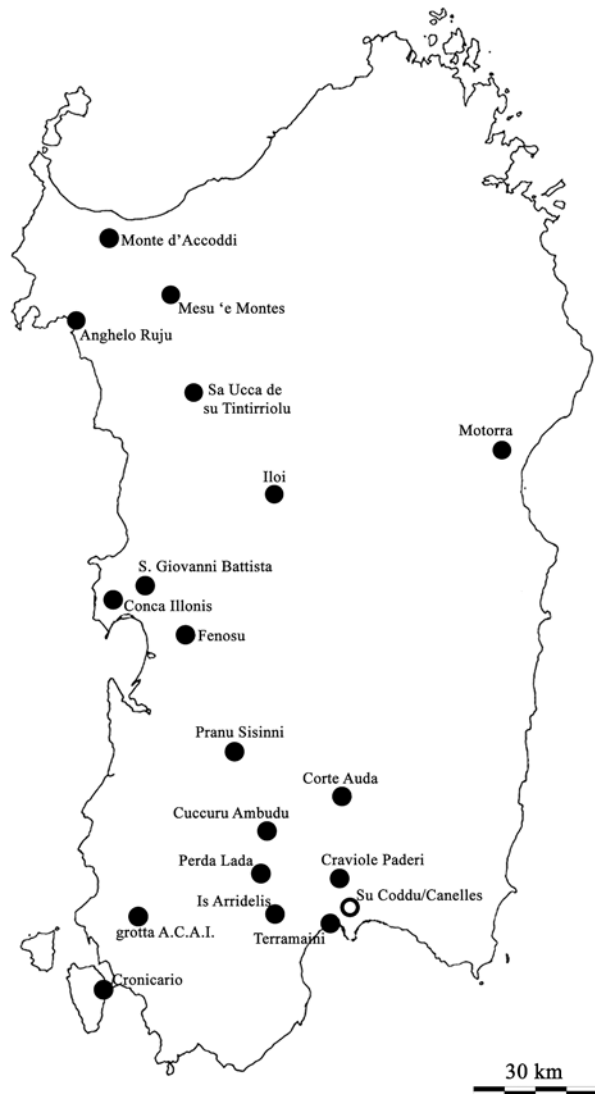 Monte d'Accoddi
Mesu ‘e Montes
Anghelo Ruju
Sa Ucca de
su Tintirriolu
Motorra
Iloi
S. Giovanni Battista
Conca Illonis
Fenosu
Pranu Sisinni
Corte Auda
Cuccuru Ambudu
Perda Lada
Craviole Paderi
Su Coddu/Canelles
Is Arridelis
grotta A.C.A.I.
Terramaini
Cronicario
30 km